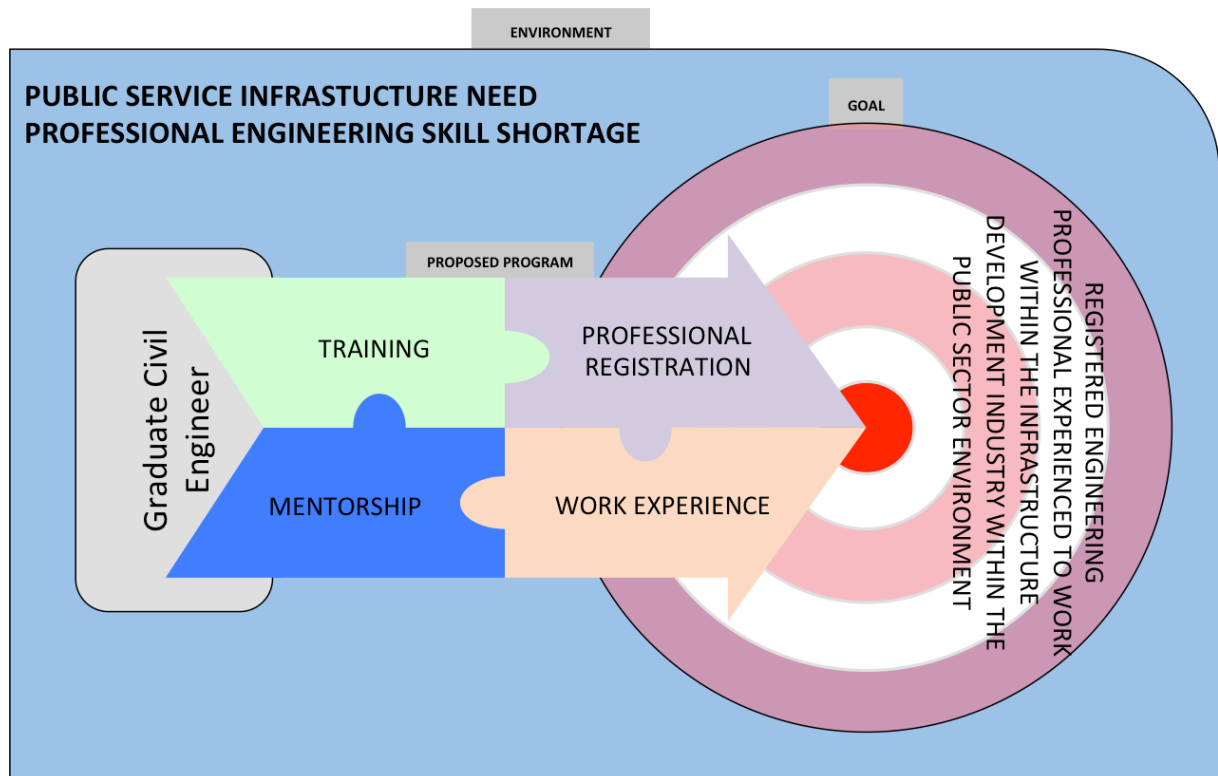 ENVIRONMENT
PUBLIC SERVICE INFRASTUCTURE NEED
PROFESSIONAL ENGINEERING SKILL SHORTAGE
GOAL
PROPOSED PROGRAM
Graduate Civil
Engineer
TRAINING
PROFESSIONAL
REGISTRATION
MENTORSHIP
WORK EXPERIENCE
REGISTERED ENGINEERING
PROFESSIONAL EXPERIENCED TO WORK
WITHIN THE INFRASTRUCTURE
DEVELOPMENT INDUSTRY WITHIN THE
PUBLIC SECTOR ENVIRONMENT